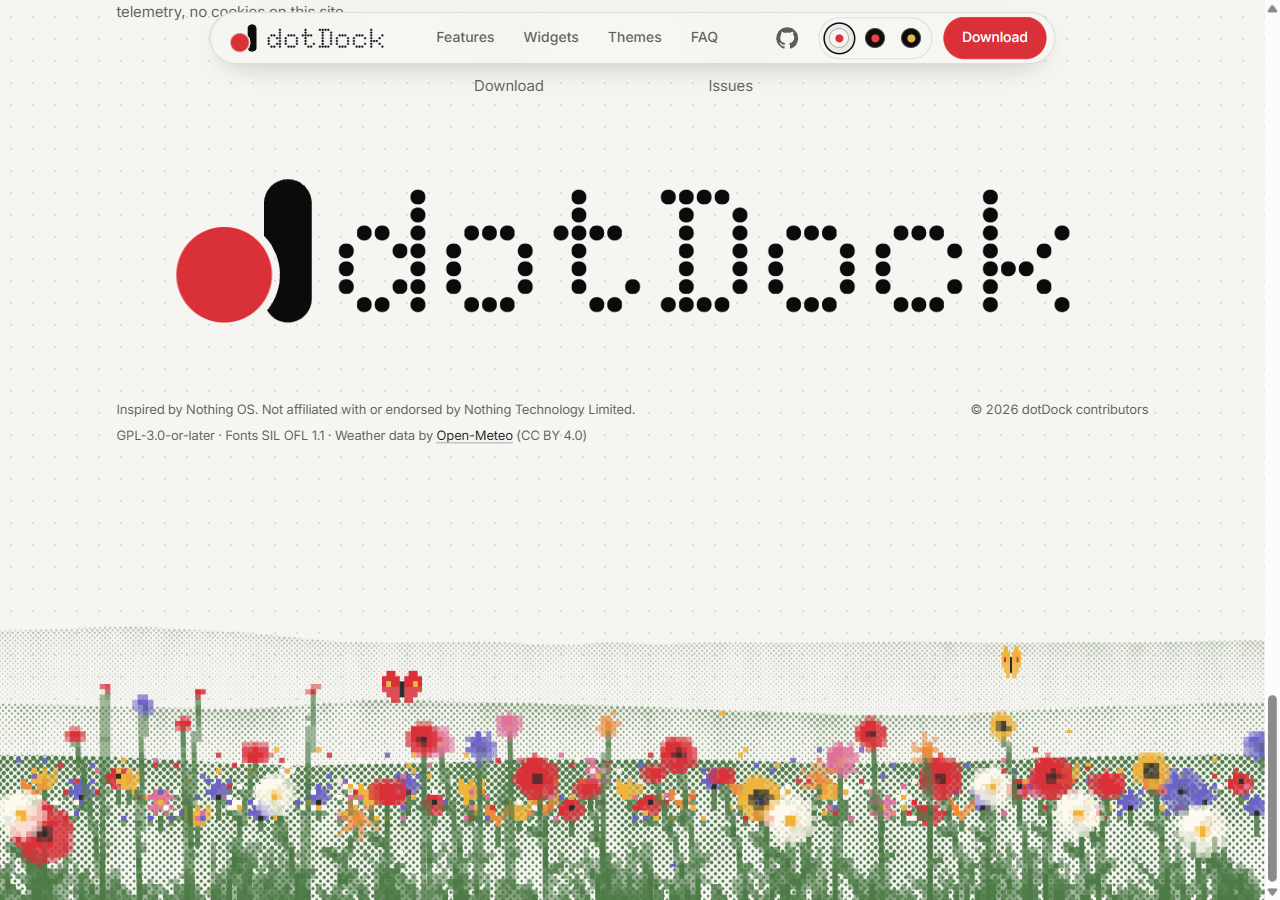 telemetry, no cookies on this site.
dotDock
Features Widgets Themes FAQ
Download
Download Issues
dotDock
Inspired by Nothing OS. Not affiliated with or endorsed by Nothing Technology Limited.
© 2026 dotDock contributors
GPL-3.0-or-later · Fonts SIL OFL 1.1 · Weather data by Open-Meteo (CC BY 4.0)